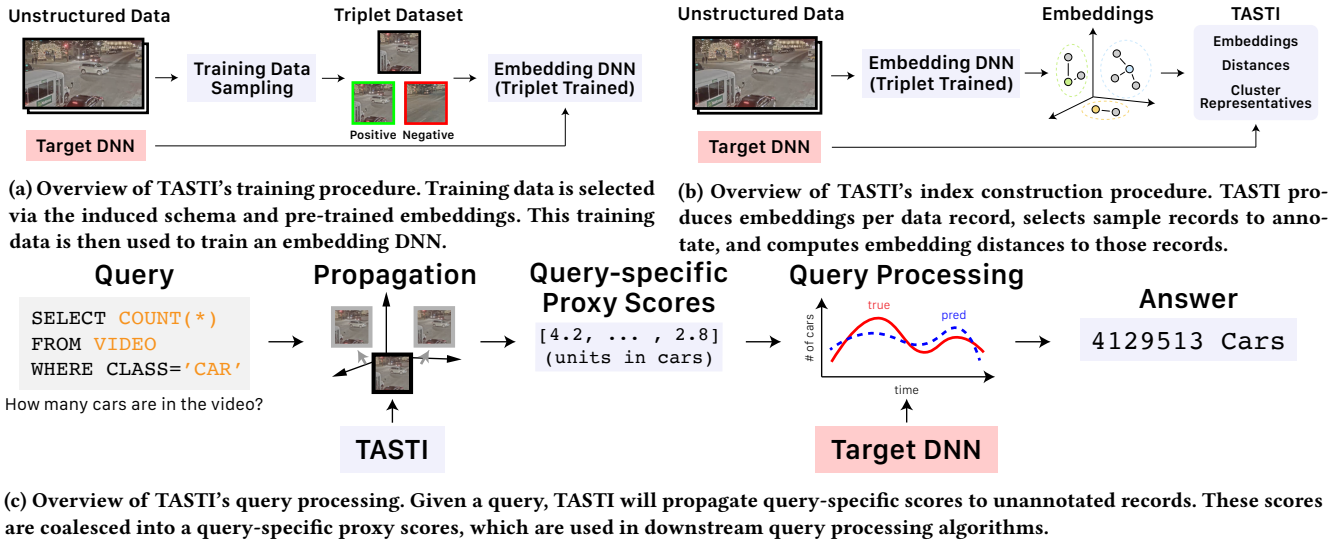 Unstructured Data
Triplet Dataset
Training Data
Sampling
Embedding DNN
(Triplet Trained)
Positive
Negative
Target DNN
(a) Overview of TASTI's training procedure. Training data is selected
via the induced schema and pre-trained embeddings. This training
data is then used to train an embedding DNN.
Unstructured Data
Embeddings
TASTI
Embedding DNN
(Triplet Trained)
Embeddings
Distances
Cluster
Representatives
Target DNN
(b) Overview of TASTI's index construction procedure. TASTI pro-
duces embeddings per data record, selects sample records to anno-
tate, and computes embedding distances to those records.
Query
SELECT COUNT(*)
FROM VIDEO
WHERE CLASS='CAR'
How many cars are in the video?
Propagation
TASTI
Query-specific
Proxy Scores
[4.2, ... , 2.8]
(units in cars)
Query Processing
true
pred
# of cars
time
Target DNN
Answer
4129513 Cars
(c) Overview of TASTI's query processing. Given a query, TASTI will propagate query-specific scores to unannotated records. These scores
are coalesced into a query-specific proxy scores, which are used in downstream query processing algorithms.